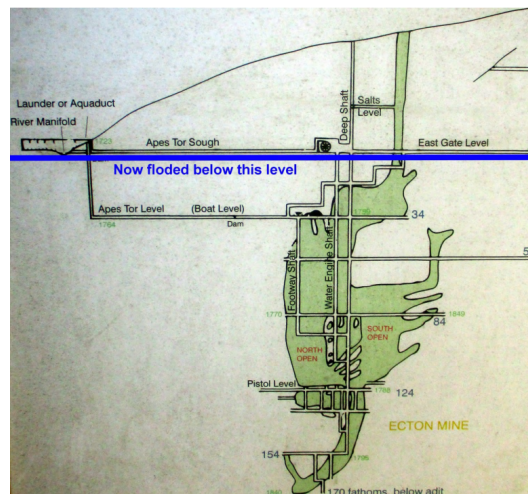 Launder or Aquaduct
River Manifold
1723
Apes Tor Sough
Deep Shaft
Salts
Level
East Gate Level
Now floded below this level
Apes Tor Level
(Boat Level)
1764
Dam
34
Footway Shaft
Water Engine Shaft
5
1770
1849
84
NORTH
OPEN
SOUTH
OPEN
Pistol Level
1788
124
ECTON MINE
154
1795
1840
170 fathoms below adit